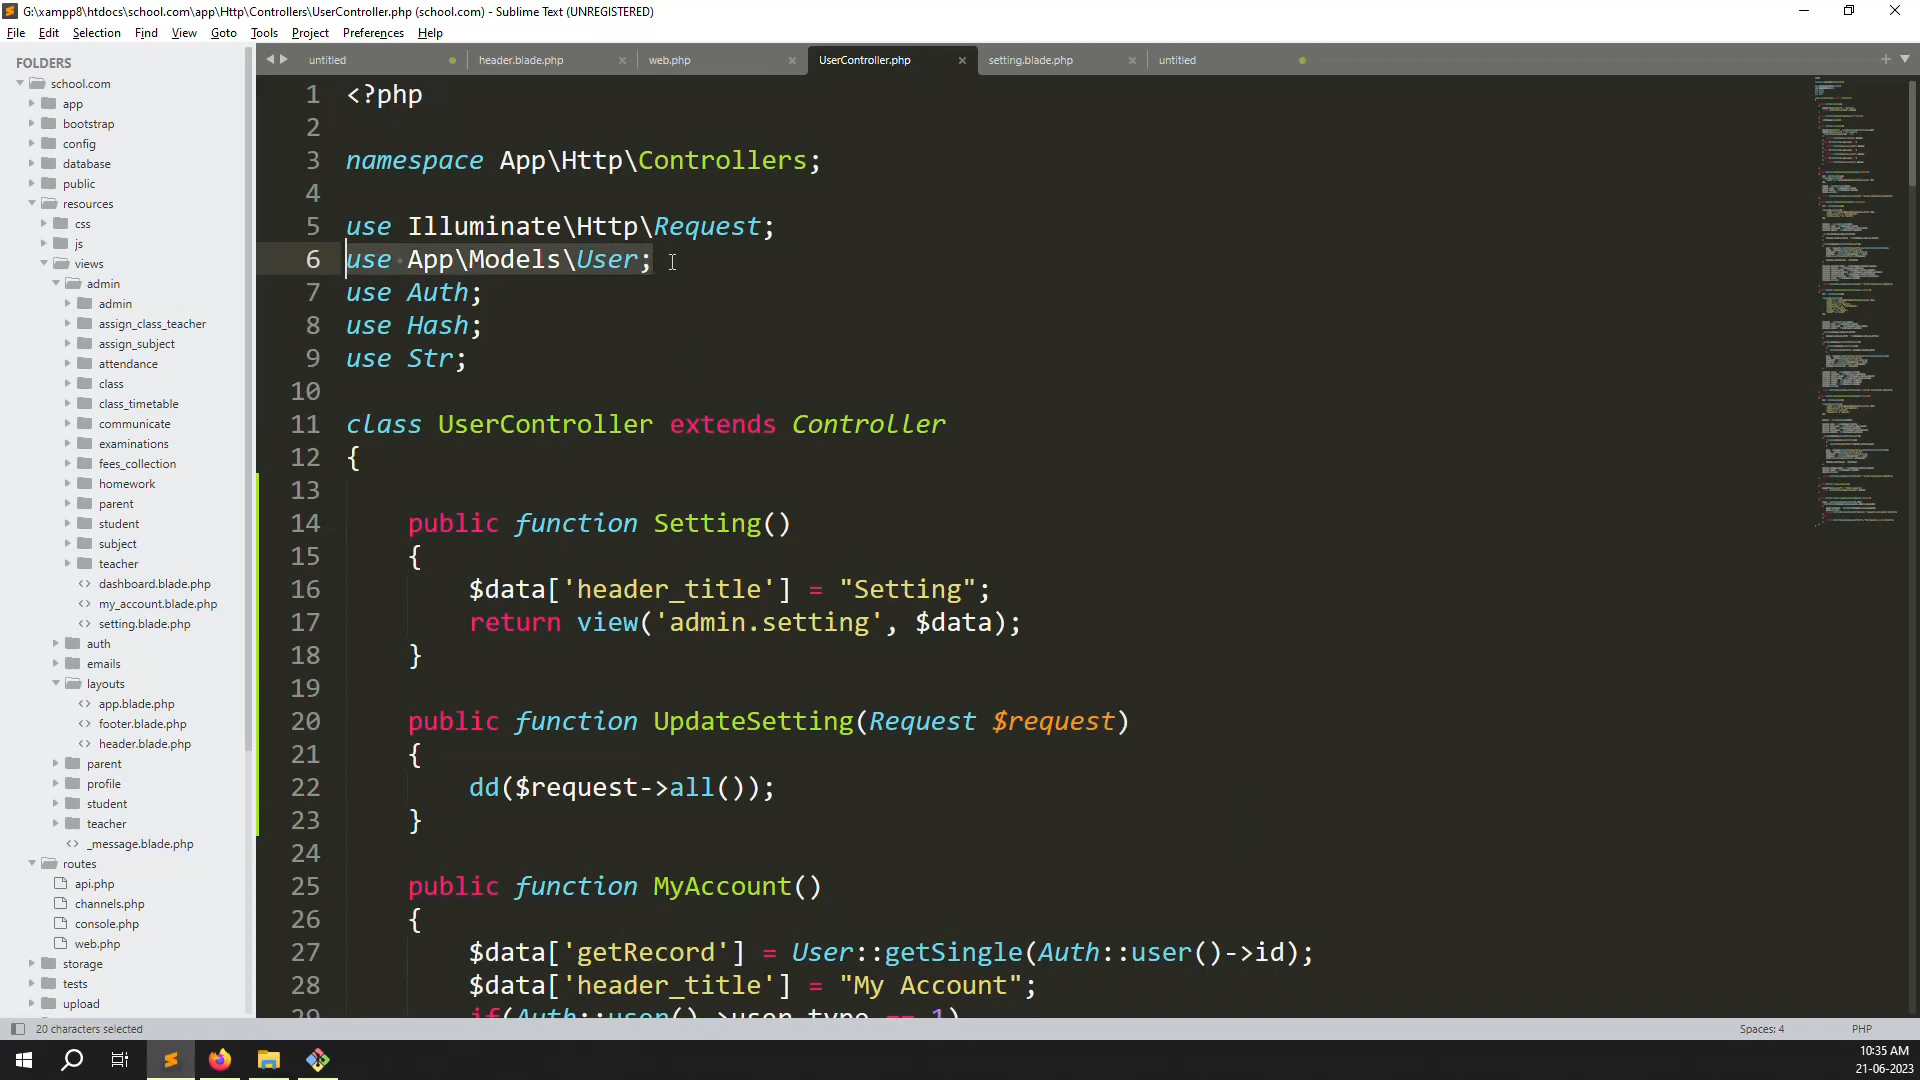 G:\xampp8\htdocs\school.com\app\Http\Controllers\UserController.php (school.com) - Sublime Text (UNREGISTERED)
File Edit Selection Find View Goto Tools Project Preferences Help
FOLDERS
school.com
app
bootstrap
config
database
public
resources
css
js
views
admin
admin
assign_class_teacher
assign_subject
attendance
class
class_timetable
communicate
examinations
fees_collection
homework
parent
student
subject
teacher
dashboard.blade.php
my_account.blade.php
setting.blade.php
auth
emails
layouts
app.blade.php
footer.blade.php
header.blade.php
parent
profile
student
teacher
_message.blade.php
routes
api.php
channels.php
console.php
web.php
storage
tests
upload
untitled header.blade.php web.php UserController.php setting.blade.php untitled
1 <?php
2
3 namespace App\Http\Controllers;
4
5 use Illuminate\Http\Request;
6 use App\Models\User;
7 use Auth;
8 use Hash;
9 use Str;
10
11 class UserController extends Controller
12 {
13
14 public function Setting()
15 {
16 $data['header_title'] = "Setting";
17 return view('admin.setting', $data);
18 }
19
20 public function UpdateSetting(Request $request)
21 {
22 dd($request->all());
23 }
24
25 public function MyAccount()
26 {
27 $data['getRecord'] = User::getSingle(Auth::user()->id);
28 $data['header_title'] = "My Account";
29 if(Auth::user()->user_type == 1)
20 characters selected
Spaces: 4
PHP
10:35 AM
21-06-2023